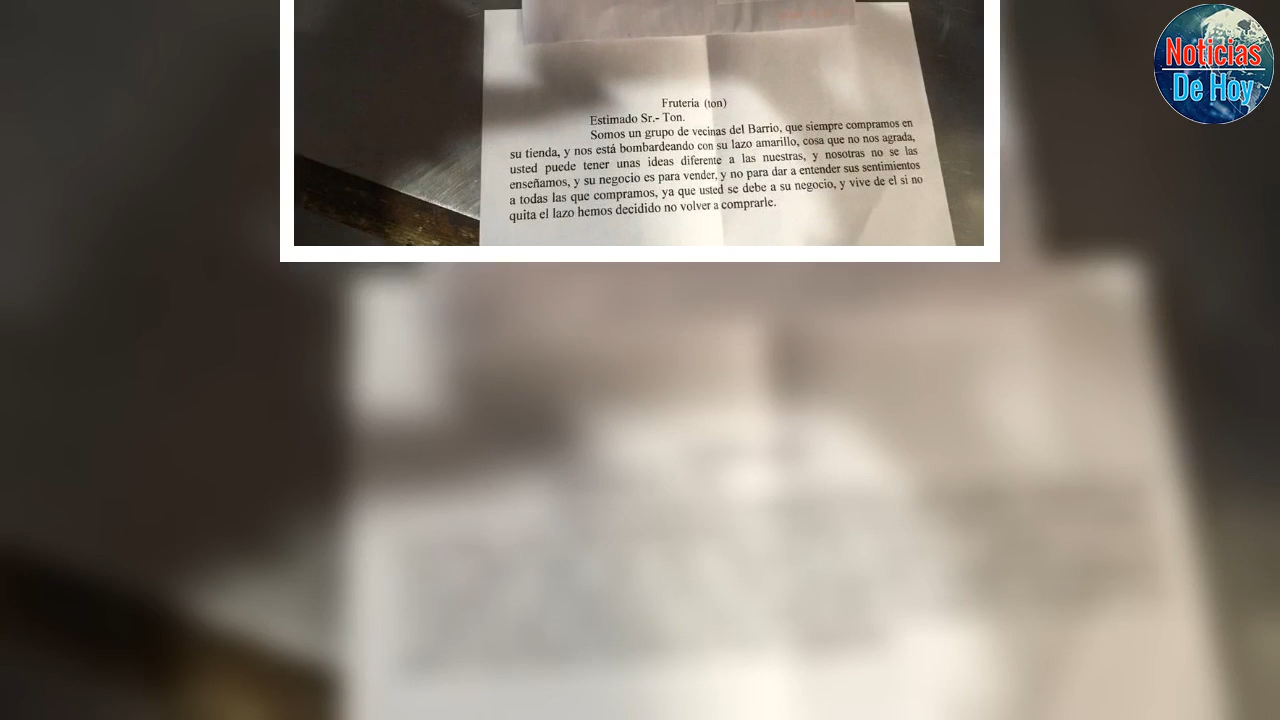 Frutería (ton)
Estimado Sr.- Ton.
Somos un grupo de vecinas del Barrio, que siempre compramos en
su tienda, y nos está bombardeando con su lazo amarillo, cosa que no nos agrada,
usted puede tener unas ideas diferente a las nuestras, y nosotras no se las
enseñamos, y su negocio es para vender, y no para dar a entender sus sentimientos
a todas las que compramos, ya que usted se debe a su negocio, y vive de el si no
quita el lazo hemos decidido no volver a comprarle.
Noticias
De Hoy